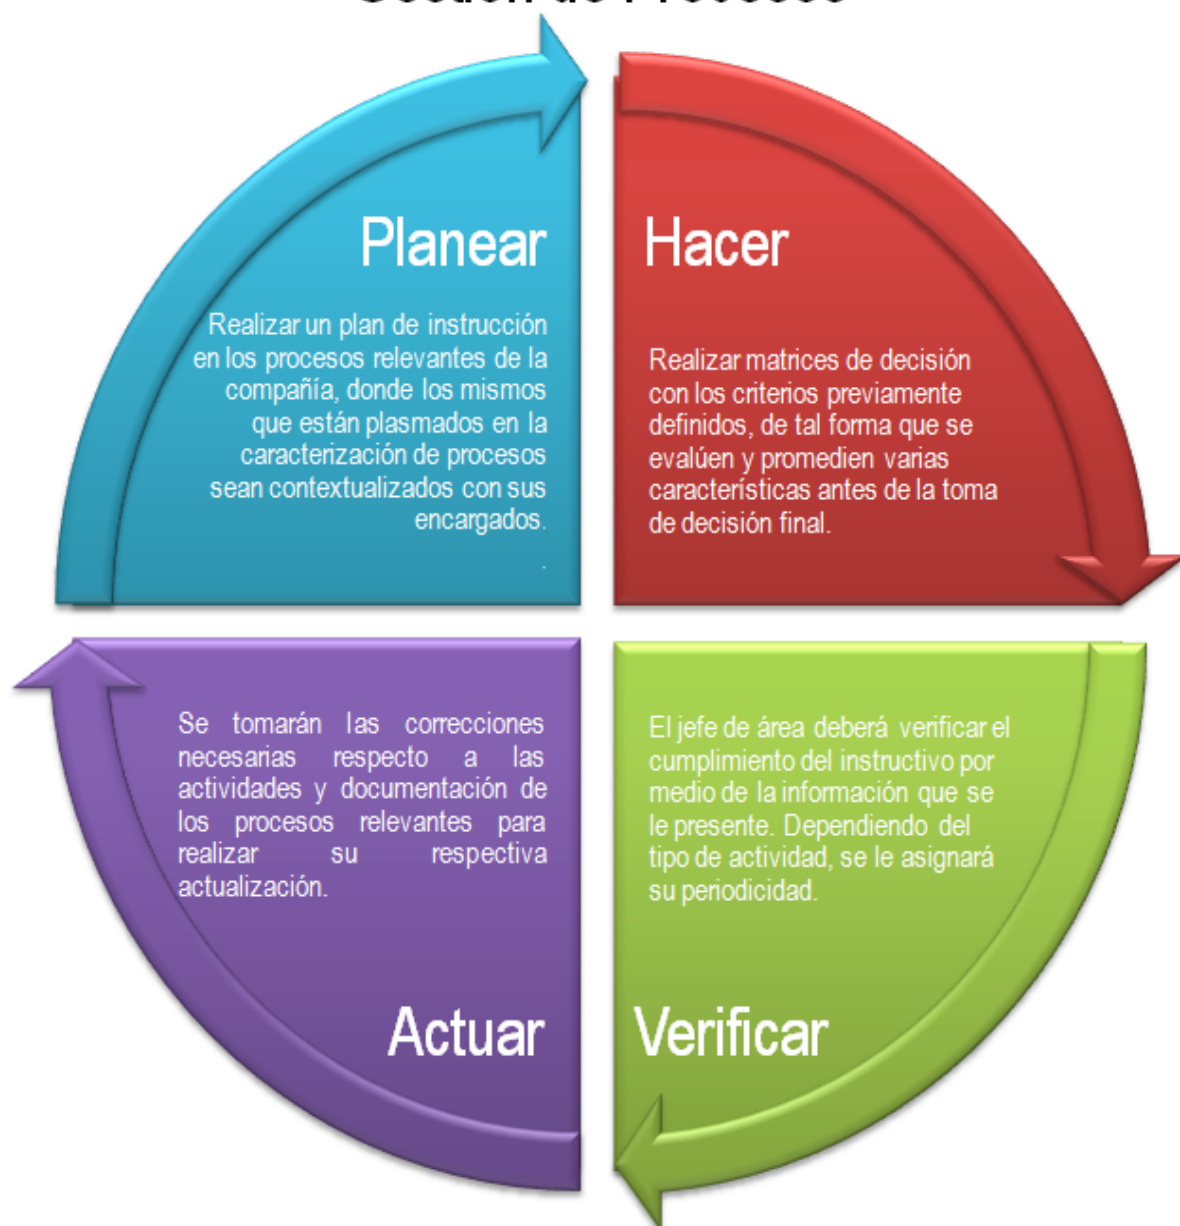 Gestión de Procesos
Planear
Realizar un plan de instrucción
en los procesos relevantes de la
compañía, donde los mismos
que están plasmados en la
caracterización de procesos
sean contextualizados con sus
encargados.
.
Hacer
Realizar matrices de decisión
con los criterios previamente
definidos, de tal forma que se
evalúen y promedien varias
características antes de la toma
de decisión final.
Se tomarán las correcciones
necesarias respecto a las
actividades y documentación de
los procesos relevantes para
realizar su respectiva
actualización.
Actuar
El jefe de área deberá verificar el
cumplimiento del instructivo por
medio de la información que se
le presente. Dependiendo del
tipo de actividad, se le asignará
su periodicidad.
Verificar